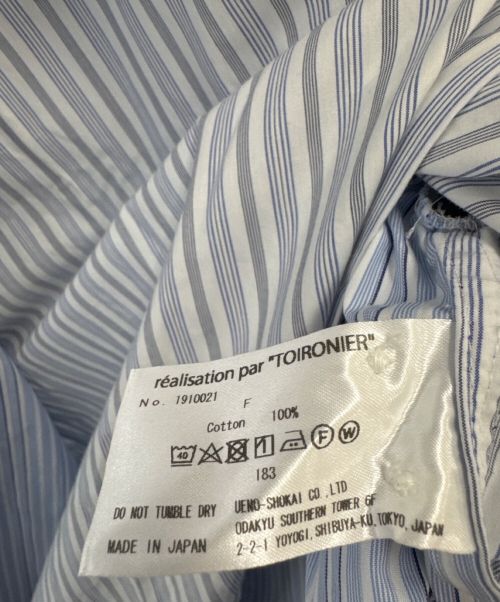 réalisation par "TOIRONIER"
No. 1910021 F
Cotton 100%
40 F W
183
DO NOT TUMBLE DRY
MADE IN JAPAN
UENO-SHOKAI CO.,LTD
ODAKYU SOUTHERN TOWER 6F
2-2-1 YOYOGI,SHIBUYA-KU,TOKYO,JAPAN